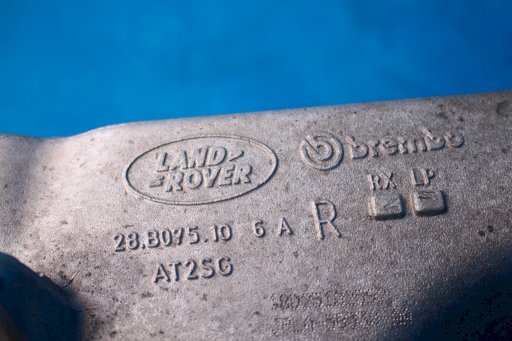 LAND-
-ROVER
brembo
RX LP
28.B075.10 6 A R
AT2SG